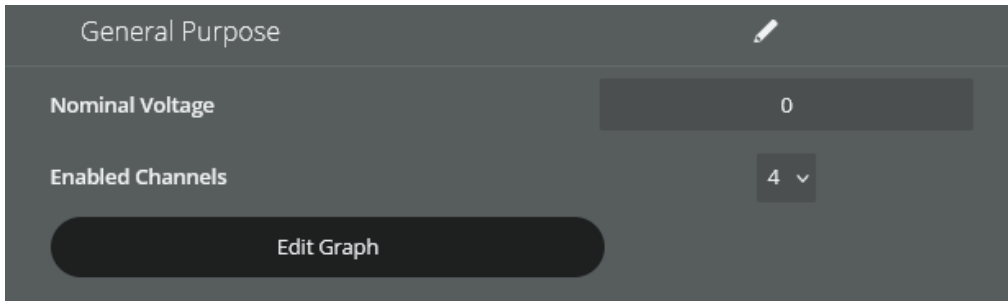 General Purpose
Nominal Voltage 0
Enabled Channels 4
Edit Graph